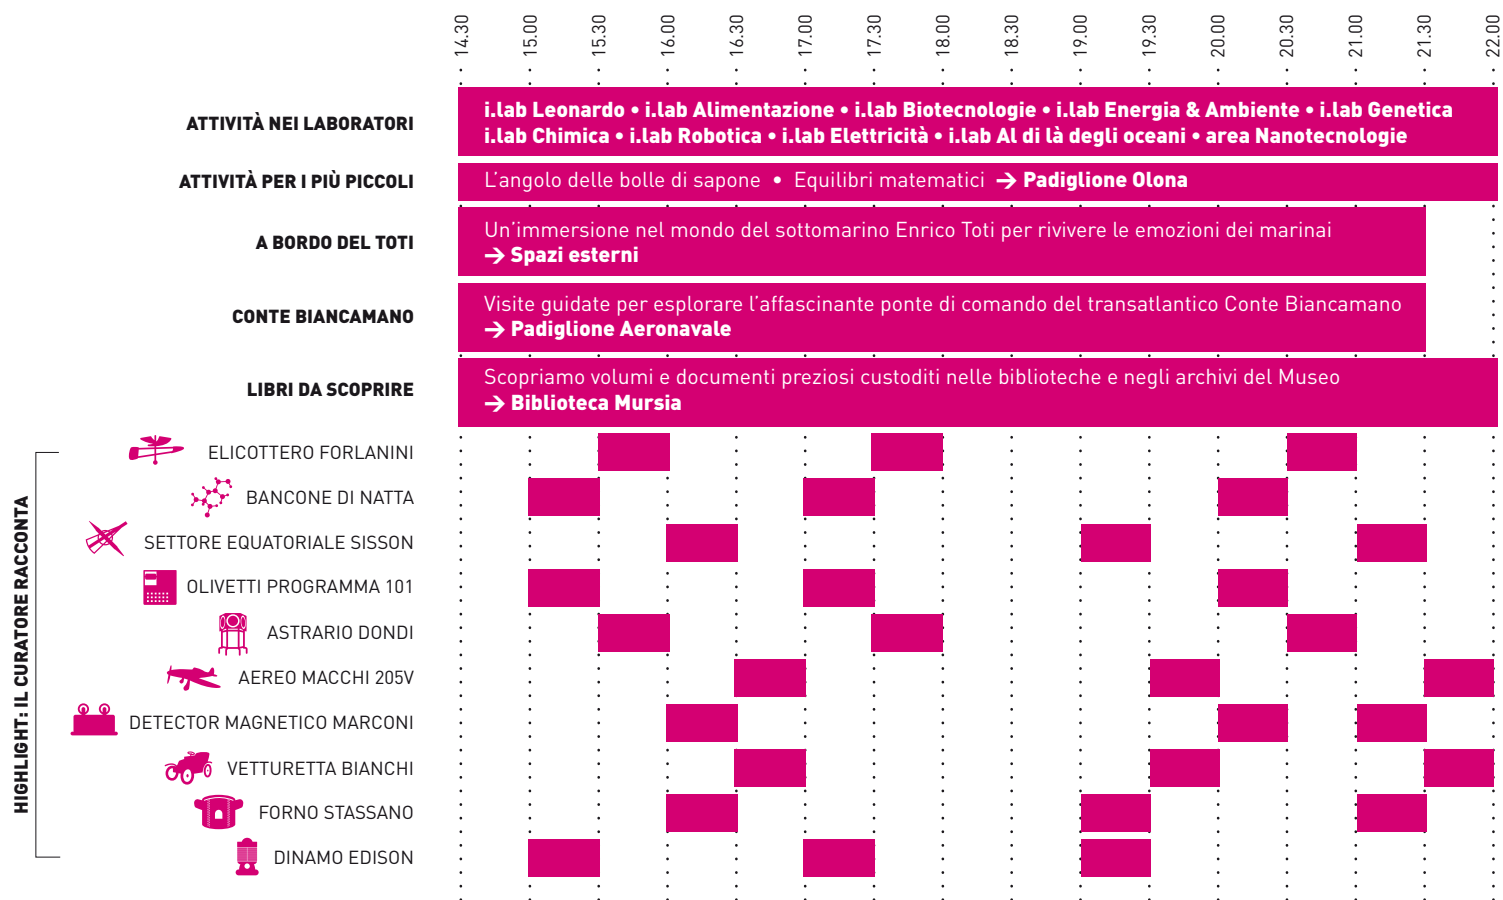 14.30 15.00 15.30 16.00 16.30 17.00 17.30 18.00 18.30 19.00 19.30 20.00 20.30 21.00 21.30 22.00
ATTIVITÀ NEI LABORATORI
i.lab Leonardo • i.lab Alimentazione • i.lab Biotecnologie • i.lab Energia & Ambiente • i.lab Genetica
i.lab Chimica • i.lab Robotica • i.lab Elettricità • i.lab Al di là degli oceani • area Nanotecnologie
ATTIVITÀ PER I PIÙ PICCOLI
L'angolo delle bolle di sapone • Equilibri matematici → Padiglione Olona
A BORDO DEL TOTI
Un'immersione nel mondo del sottomarino Enrico Toti per rivivere le emozioni dei marinai
→ Spazi esterni
CONTE BIANCAMANO
Visite guidate per esplorare l'affascinante ponte di comando del transatlantico Conte Biancamano
→ Padiglione Aeronavale
LIBRI DA SCOPRIRE
Scopriamo volumi e documenti preziosi custoditi nelle biblioteche e negli archivi del Museo
→ Biblioteca Mursia
HIGHLIGHT: IL CURATORE RACCONTA
ELICOTTERO FORLANINI
BANCONE DI NATTA
SETTORE EQUATORIALE SISSON
OLIVETTI PROGRAMMA 101
ASTRARIO DONDI
AEREO MACCHI 205V
DETECTOR MAGNETICO MARCONI
VETTURETTA BIANCHI
FORNO STASSANO
DINAMO EDISON